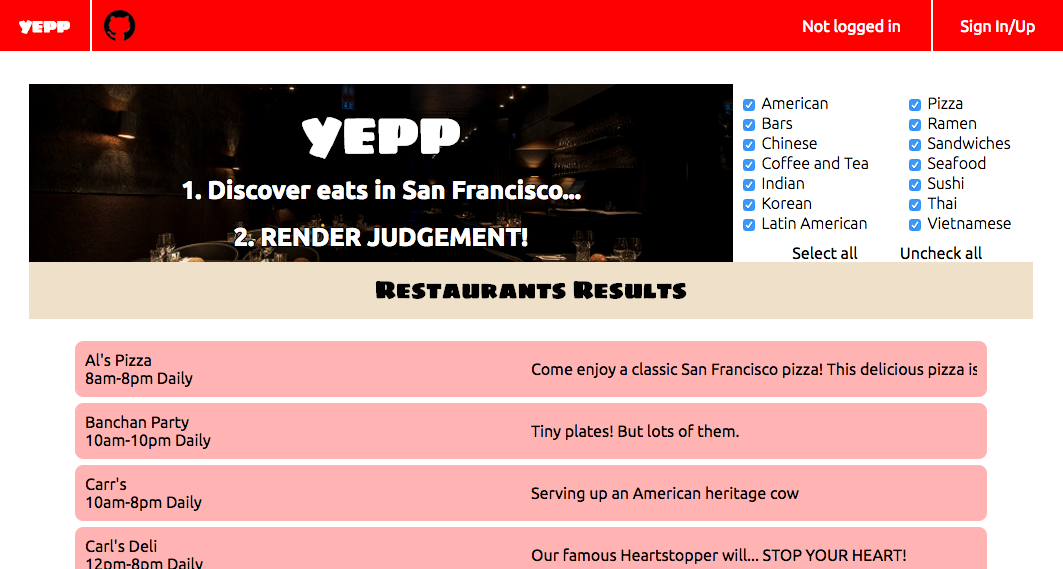 YEPP
Not logged in
Sign In/Up
YEPP
1. Discover eats in San Francisco...
2. RENDER JUDGEMENT!
American
Bars
Chinese
Coffee and Tea
Indian
Korean
Latin American
Pizza
Ramen
Sandwiches
Seafood
Sushi
Thai
Vietnamese
Select all
Uncheck all
Restaurants Results
Al's Pizza
8am-8pm Daily
Come enjoy a classic San Francisco pizza! This delicious pizza is
Banchan Party
10am-10pm Daily
Tiny plates! But lots of them.
Carr's
10am-8pm Daily
Serving up an American heritage cow
Carl's Deli
12pm-8pm Daily
Our famous Heartstopper will... STOP YOUR HEART!